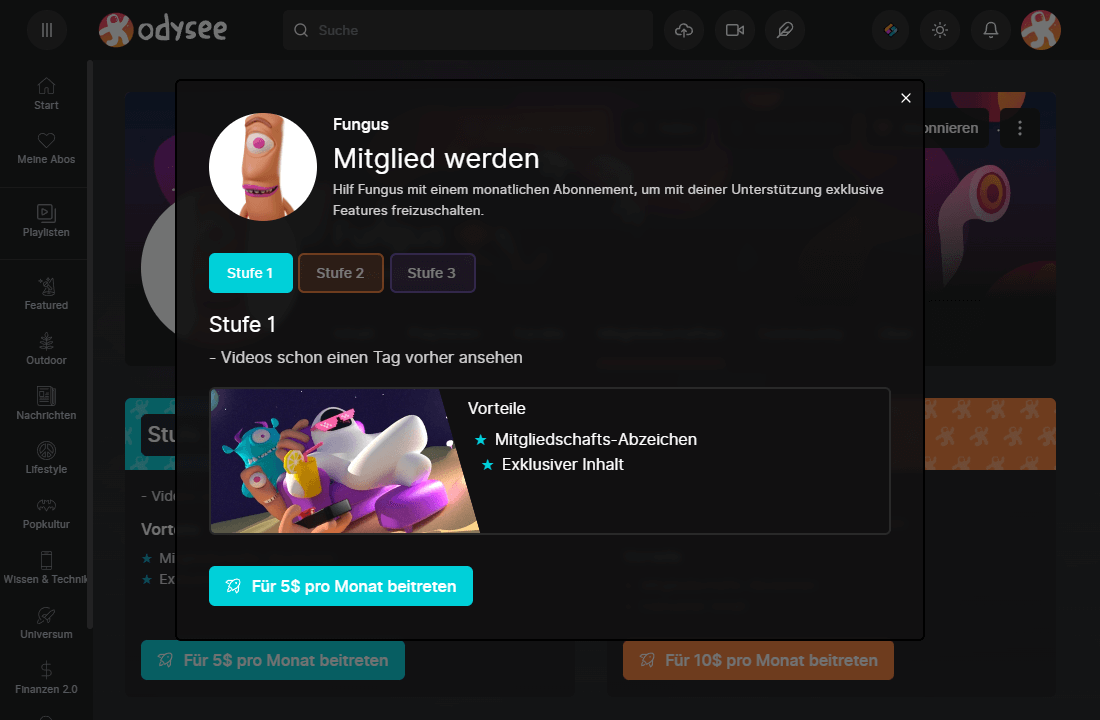 odysee
Suche
Start
Meine Abos
Playlisten
Featured
Outdoor
Nachrichten
Lifestyle
Popkultur
Wissen & Technik
Universum
Finanzen 2.0
Fungus
Mitglied werden
Hilf Fungus mit einem monatlichen Abonnement, um mit deiner Unterstützung exklusive
Features freizuschalten.
Stufe 1
Stufe 2
Stufe 3
Stufe 1
- Videos schon einen Tag vorher ansehen
Vorteile
Mitgliedschafts-Abzeichen
Exklusiver Inhalt
Für 5$ pro Monat beitreten
onnieren
Stu
- Vide
Vort
Mi
Ex
Für 5$ pro Monat beitreten
Für 10$ pro Monat beitreten